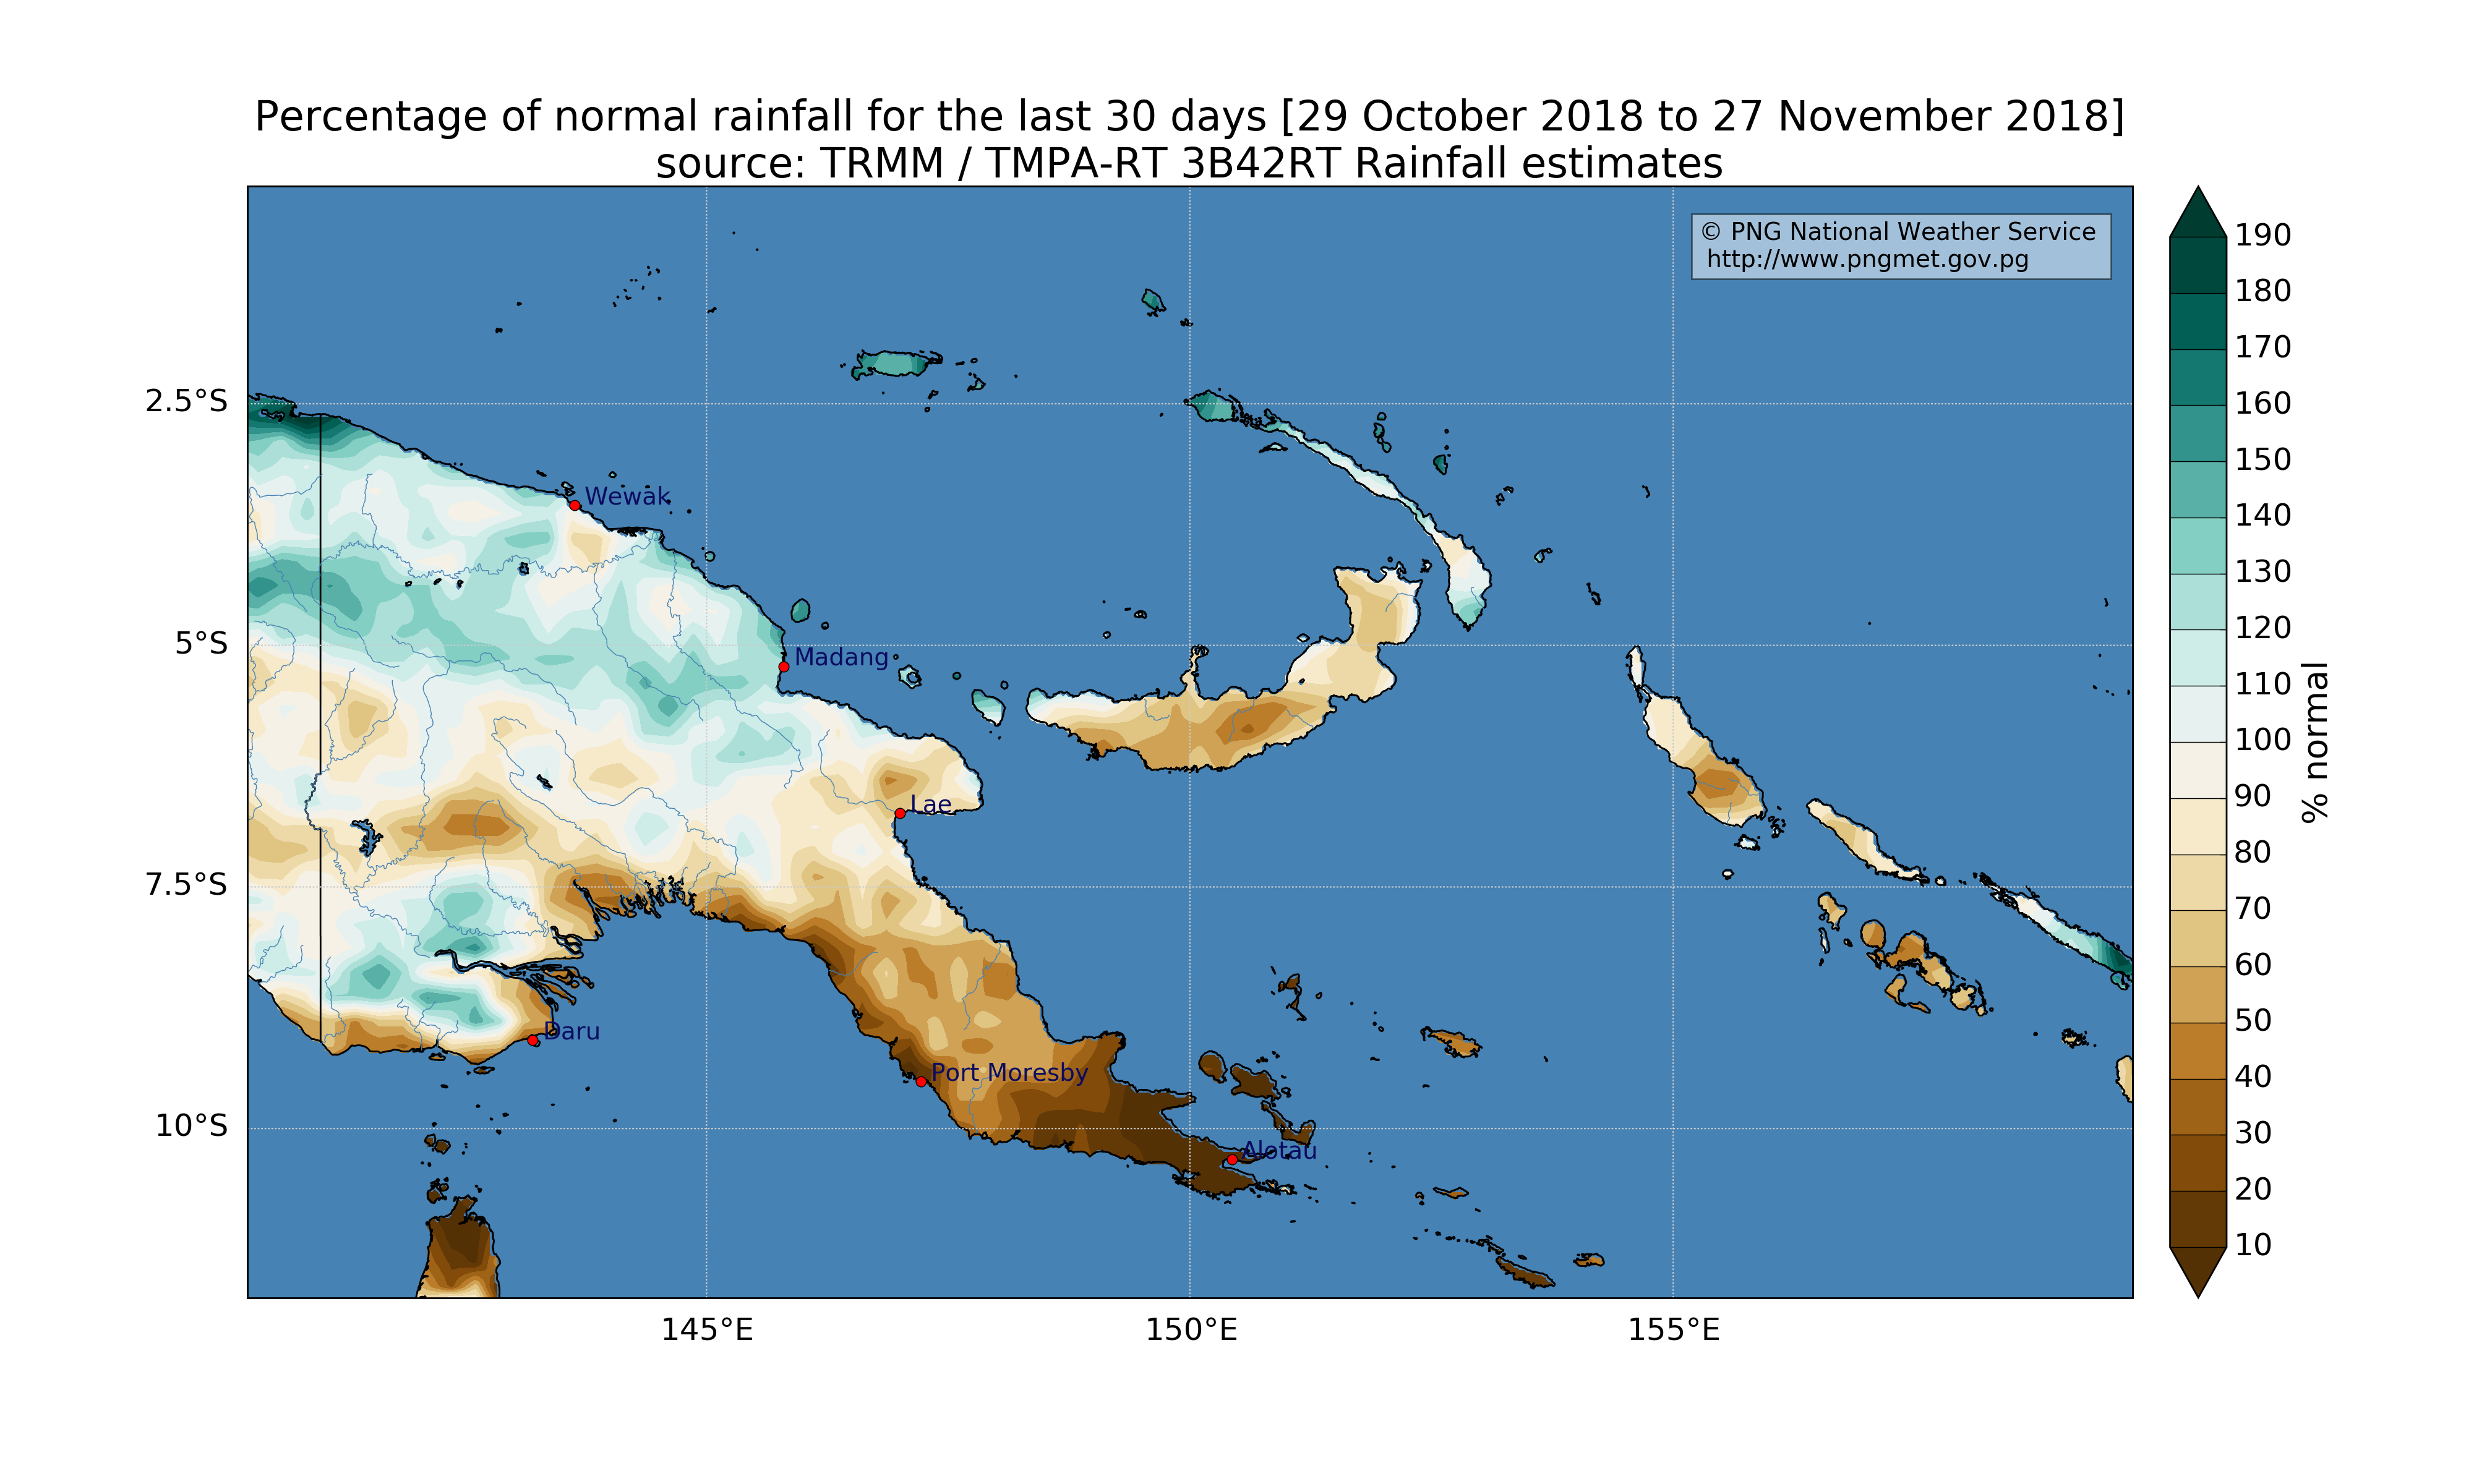 Percentage of normal rainfall for the last 30 days [29 October 2018 to 27 November 2018]
source: TRMM / TMPA-RT 3B42RT Rainfall estimates
© PNG National Weather Service
http://www.pngmet.gov.pg
2.5°S
5°S
7.5°S
10°S
145°E
150°E
155°E
Wewak
Madang
Lae
Daru
Port Moresby
Alotau
190
180
170
160
150
140
130
120
110
100
90
80
70
60
50
40
30
20
10
% normal